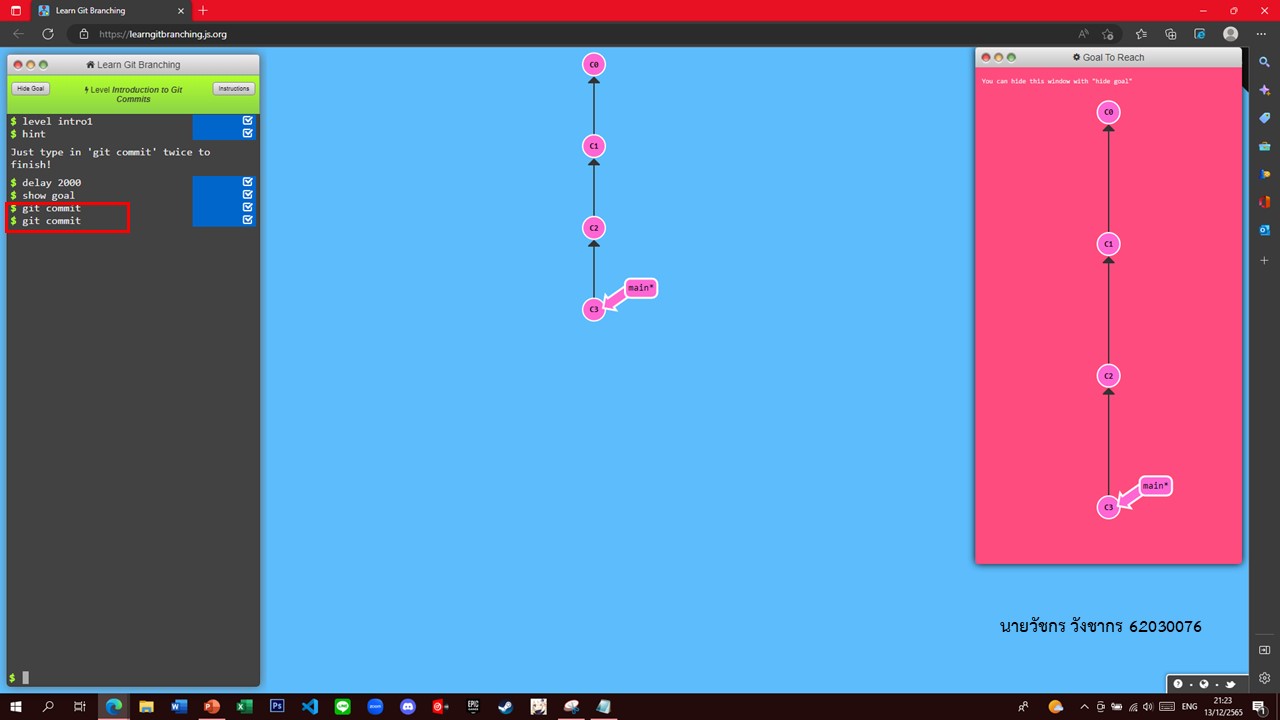 Learn Git Branching
https://learngitbranching.js.org
Learn Git Branching
Hide Goal
Level Introduction to Git
Commits
Instructions
$ level intro1
$ hint
Just type in 'git commit' twice to
finish!
$ delay 2000
$ show goal
$ git commit
$ git commit
$
C0
C1
C2
main*
C3
Goal To Reach
You can hide this window with "hide goal"
C0
C1
C2
main*
C3
นายวัชกร วังชากร 62030076
ENG
21:23
13/12/2565